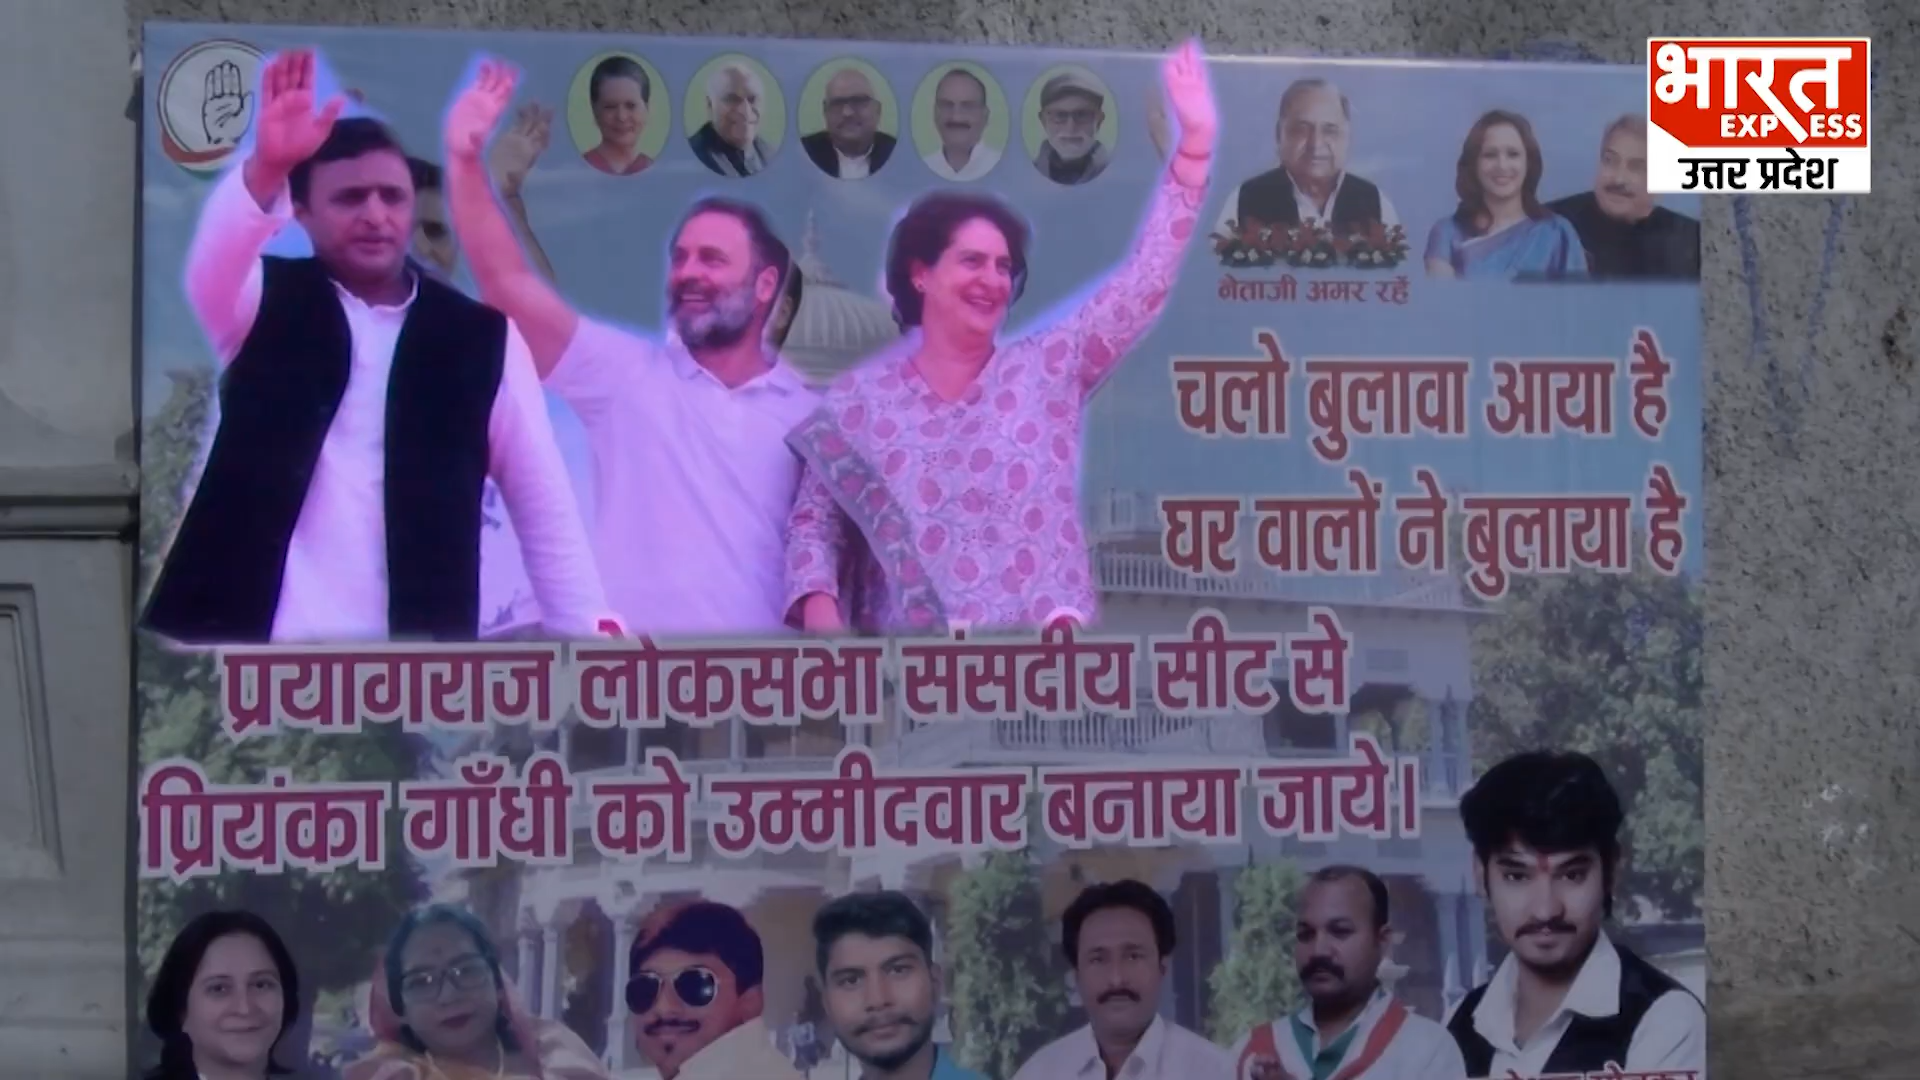 भारत
EXPRESS
उत्तर प्रदेश
नेताजी अमर रहें
चलो बुलावा आया है
घर वालों ने बुलाया है
प्रयागराज लोकसभा संसदीय सीट से
प्रियंका गाँधी को उम्मीदवार बनाया जाये।